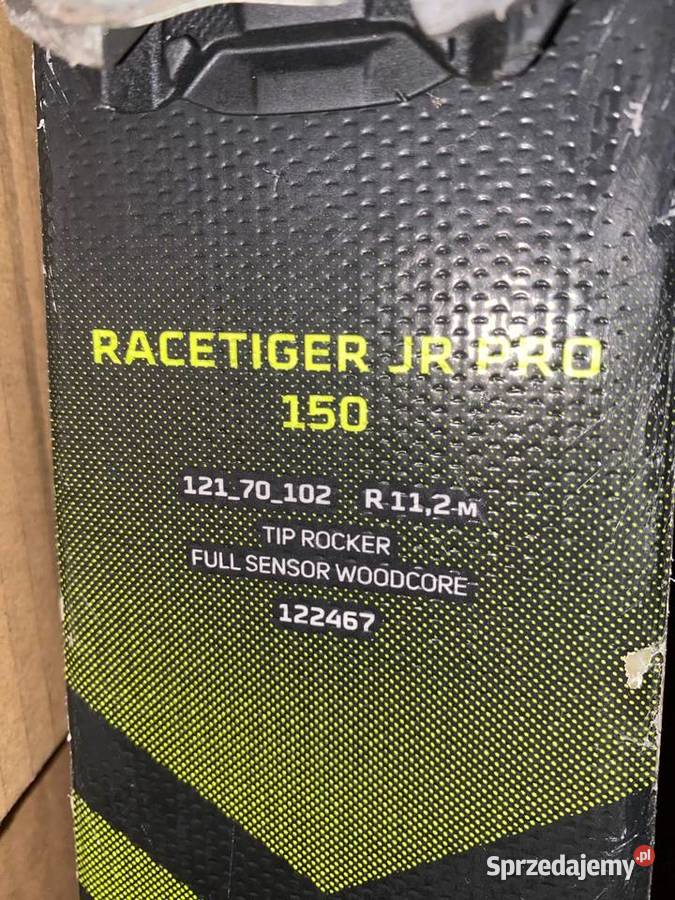 RACETIGER JR PRO
150
121_70_102 R 11,2-M
TIP ROCKER
FULL SENSOR WOODCORE
122467
Sprzedajemy.pl